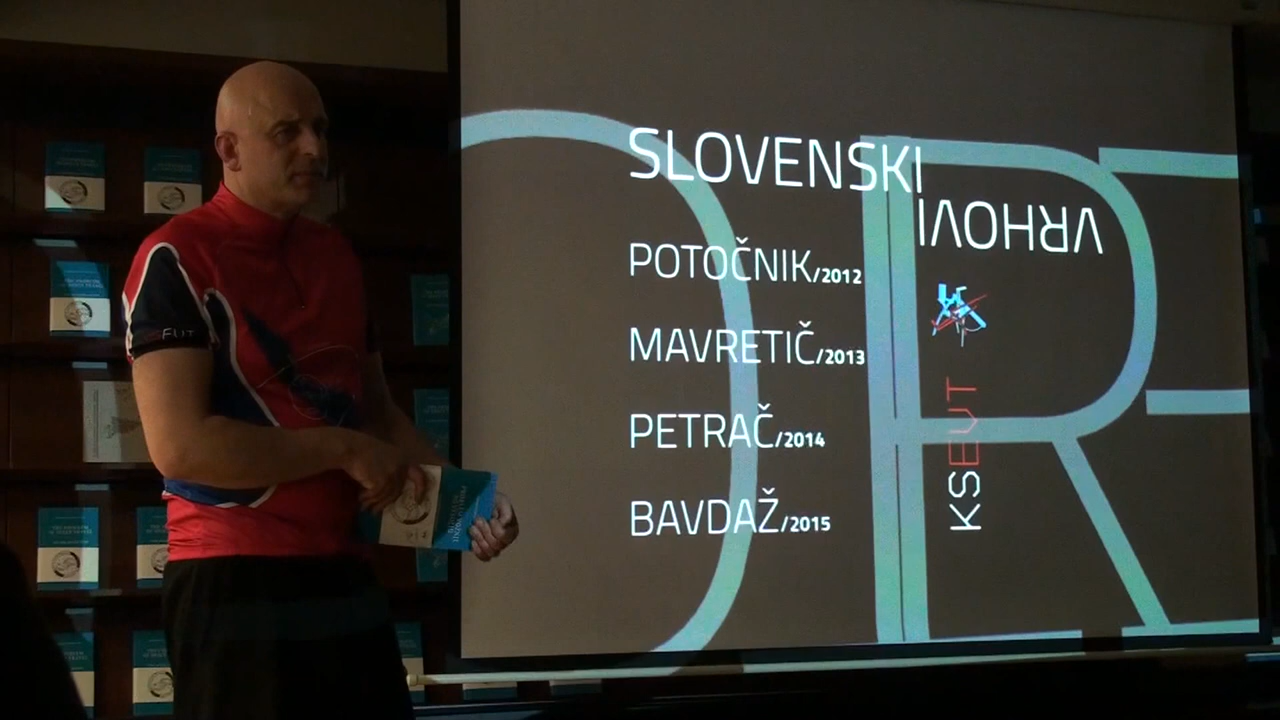 SLOVENSKI
VRHOVI
POTOČNIK/2012
MAVRETIČ/2013
PETRAČ/2014
BAVDAŽ/2015
KSEVT